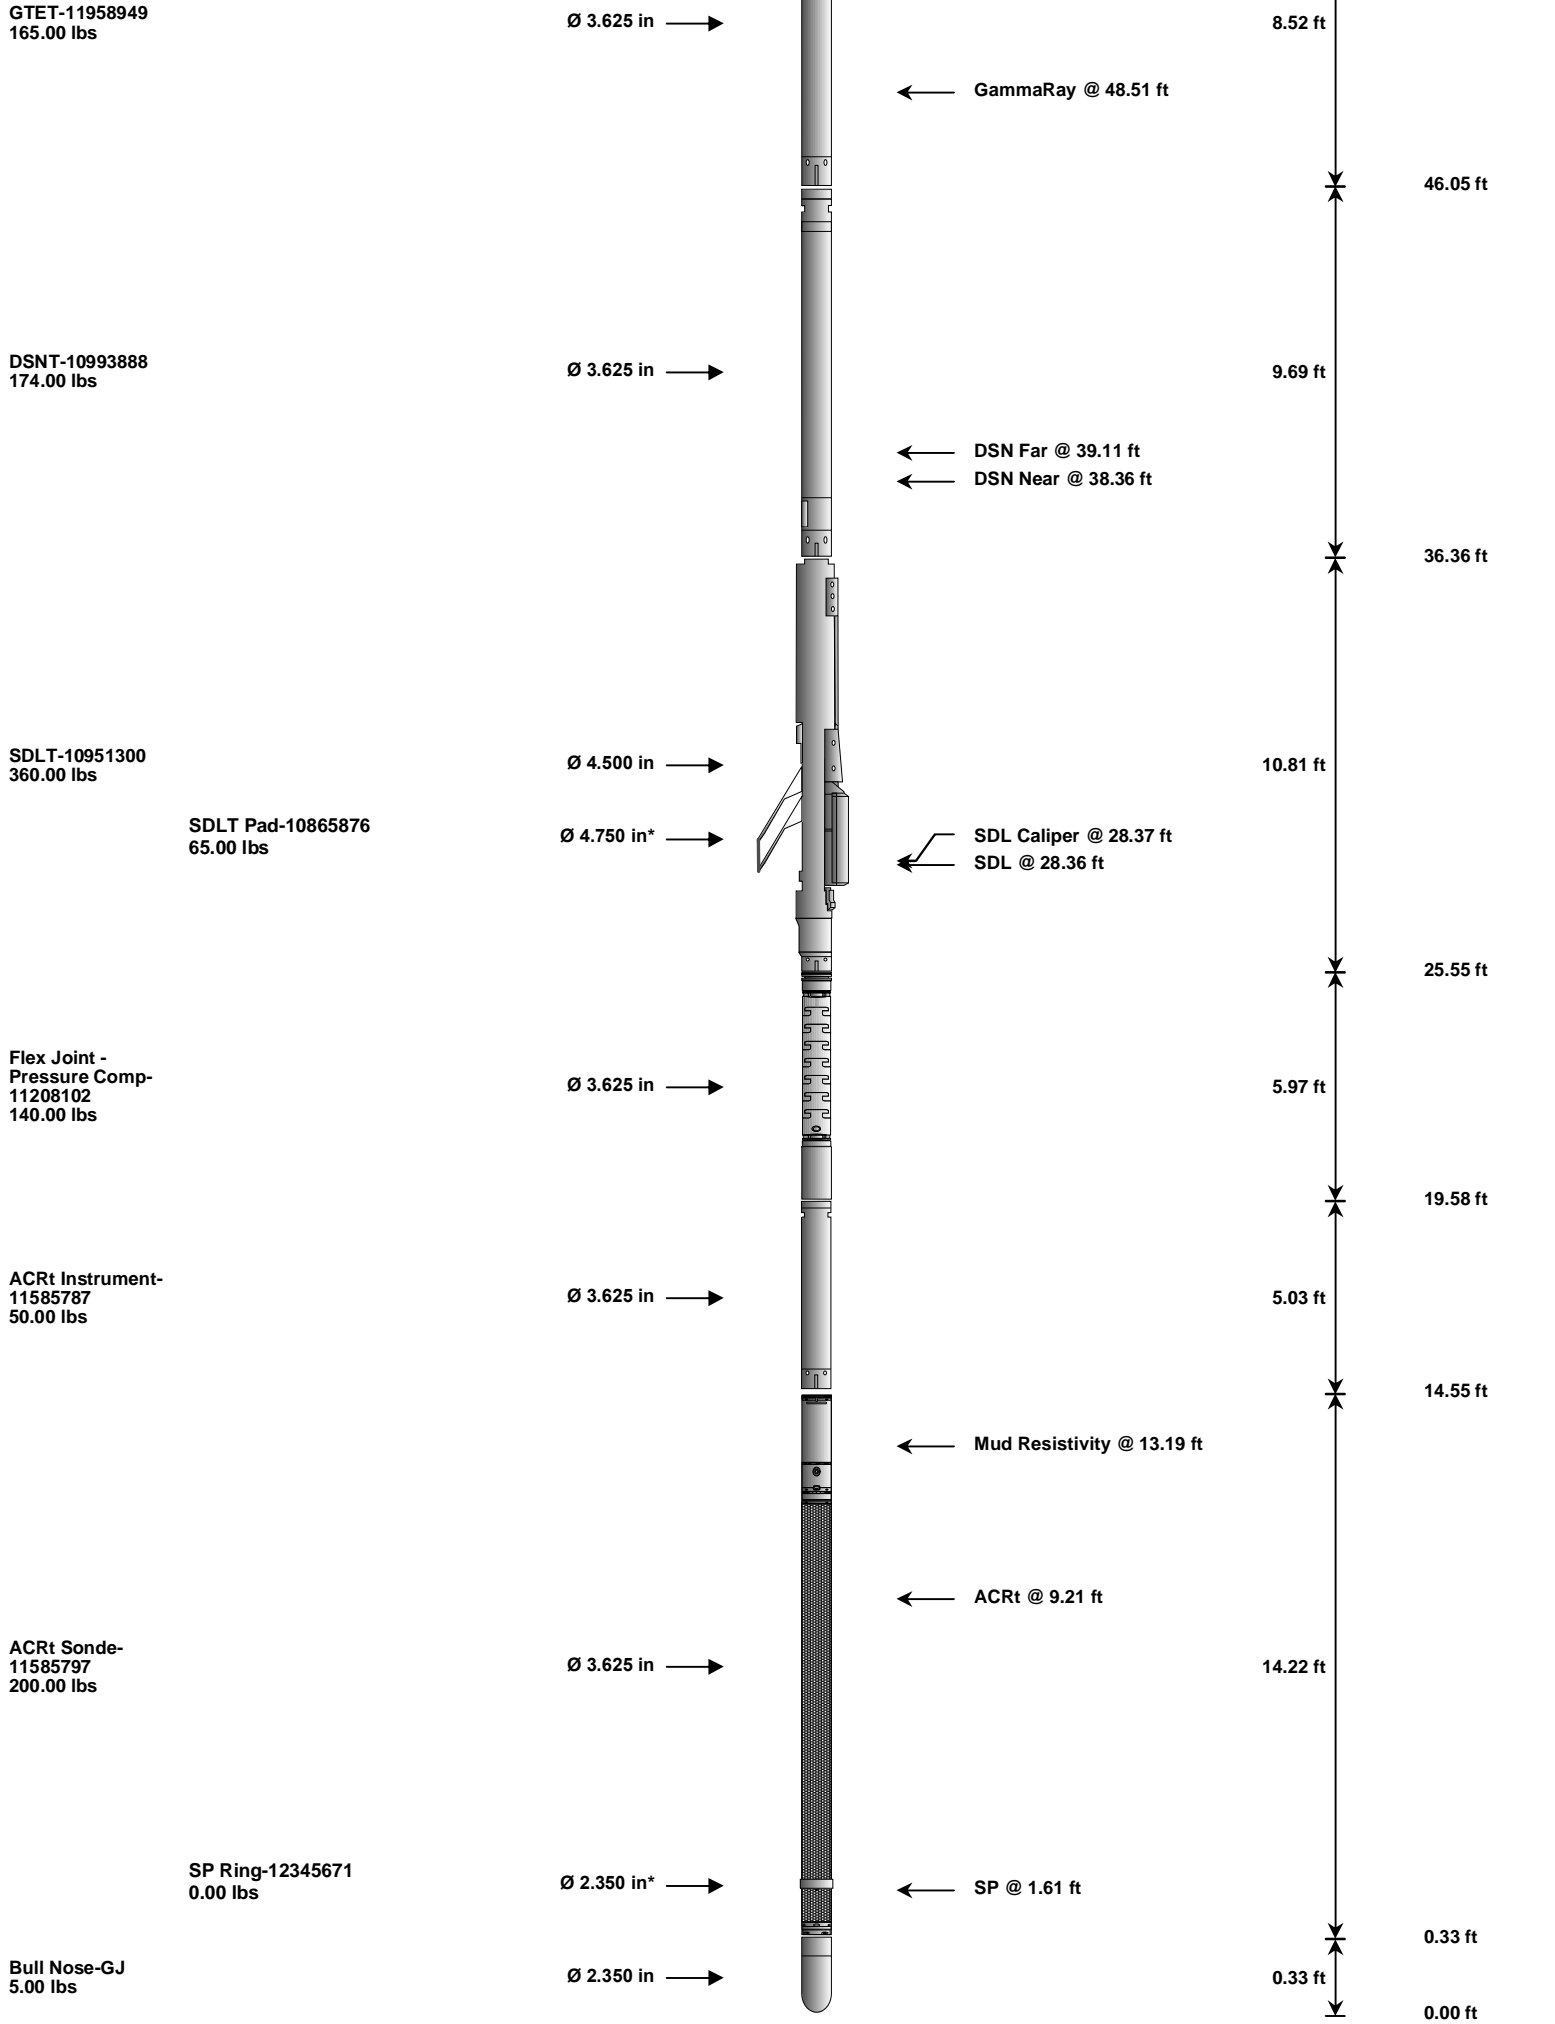 GTET-11958949
165.00 lbs
Ø 3.625 in
8.52 ft
GammaRay @ 48.51 ft
46.05 ft
DSNT-10993888
174.00 lbs
Ø 3.625 in
9.69 ft
DSN Far @ 39.11 ft
DSN Near @ 38.36 ft
36.36 ft
SDLT-10951300
360.00 lbs
Ø 4.500 in
10.81 ft
SDLT Pad-10865876
65.00 lbs
Ø 4.750 in*
SDL Caliper @ 28.37 ft
SDL @ 28.36 ft
25.55 ft
Flex Joint -
Pressure Comp-
11208102
140.00 lbs
Ø 3.625 in
5.97 ft
19.58 ft
ACRt Instrument-
11585787
50.00 lbs
Ø 3.625 in
5.03 ft
14.55 ft
Mud Resistivity @ 13.19 ft
ACRt @ 9.21 ft
ACRt Sonde-
11585797
200.00 lbs
Ø 3.625 in
14.22 ft
SP Ring-12345671
0.00 lbs
Ø 2.350 in*
SP @ 1.61 ft
0.33 ft
Bull Nose-GJ
5.00 lbs
Ø 2.350 in
0.33 ft
0.00 ft